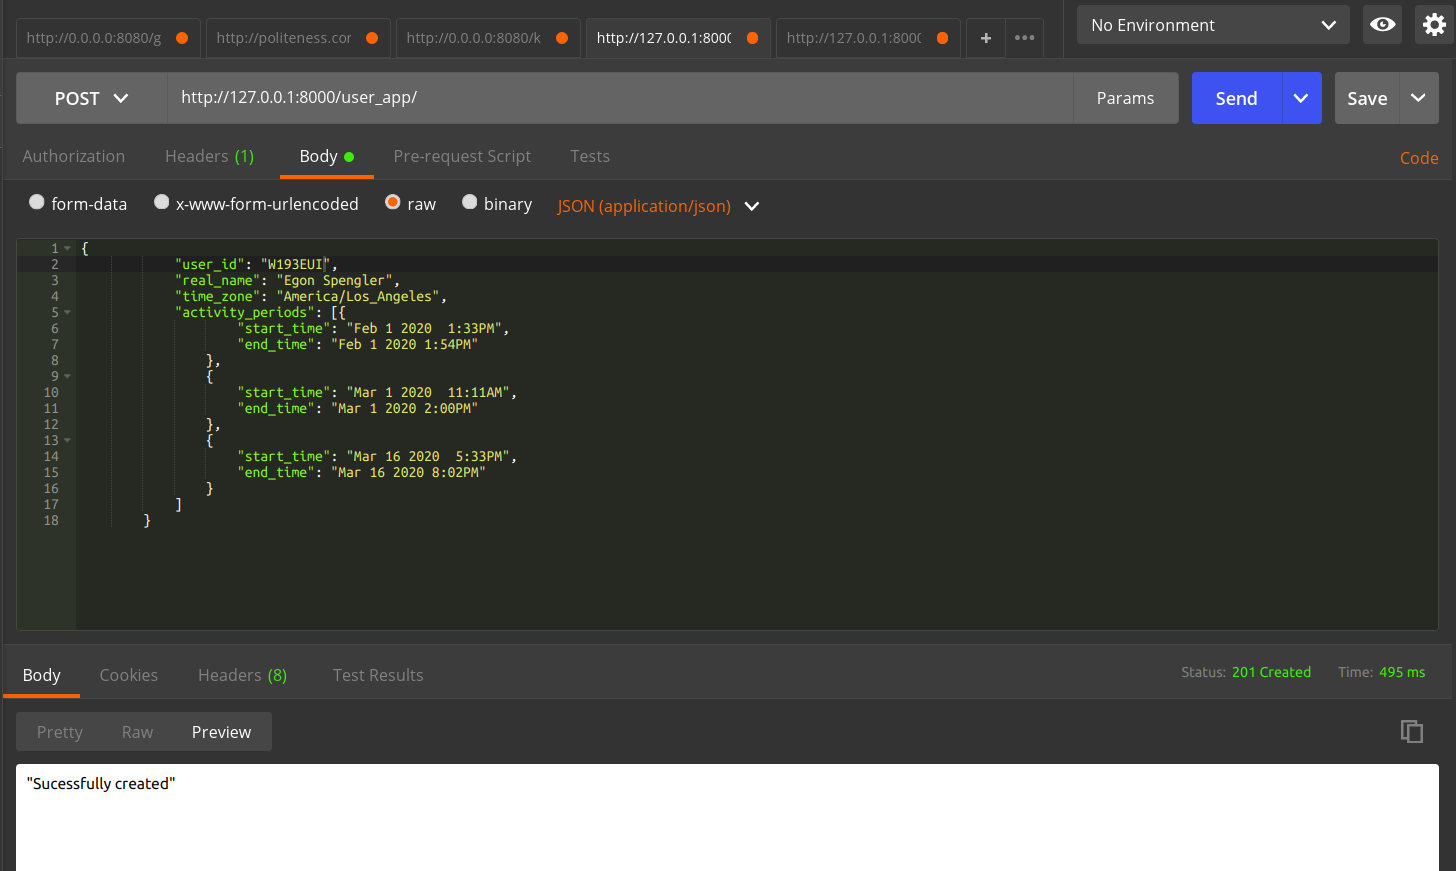 http://0.0.0.0:8080/g http://politeness.cor http://0.0.0.0:8080/k http://127.0.0.1:8000 http://127.0.0.1:8000 + ••• No Environment
POST http://127.0.0.1:8000/user_app/ Params Send Save
Authorization Headers (1) Body Pre-request Script Tests Code
form-data x-www-form-urlencoded raw binary JSON (application/json)
1 {
2 "user_id": "W193EUI",
3 "real_name": "Egon Spengler",
4 "time_zone": "America/Los_Angeles",
5 "activity_periods": [{
6 "start_time": "Feb 1 2020  1:33PM",
7 "end_time": "Feb 1 2020 1:54PM"
8 },
9 {
10 "start_time": "Mar 1 2020  11:11AM",
11 "end_time": "Mar 1 2020 2:00PM"
12 },
13 {
14 "start_time": "Mar 16 2020  5:33PM",
15 "end_time": "Mar 16 2020 8:02PM"
16 }
17 ]
18 }
Body Cookies Headers (8) Test Results Status: 201 Created Time: 495 ms
Pretty Raw Preview
"Sucessfully created"